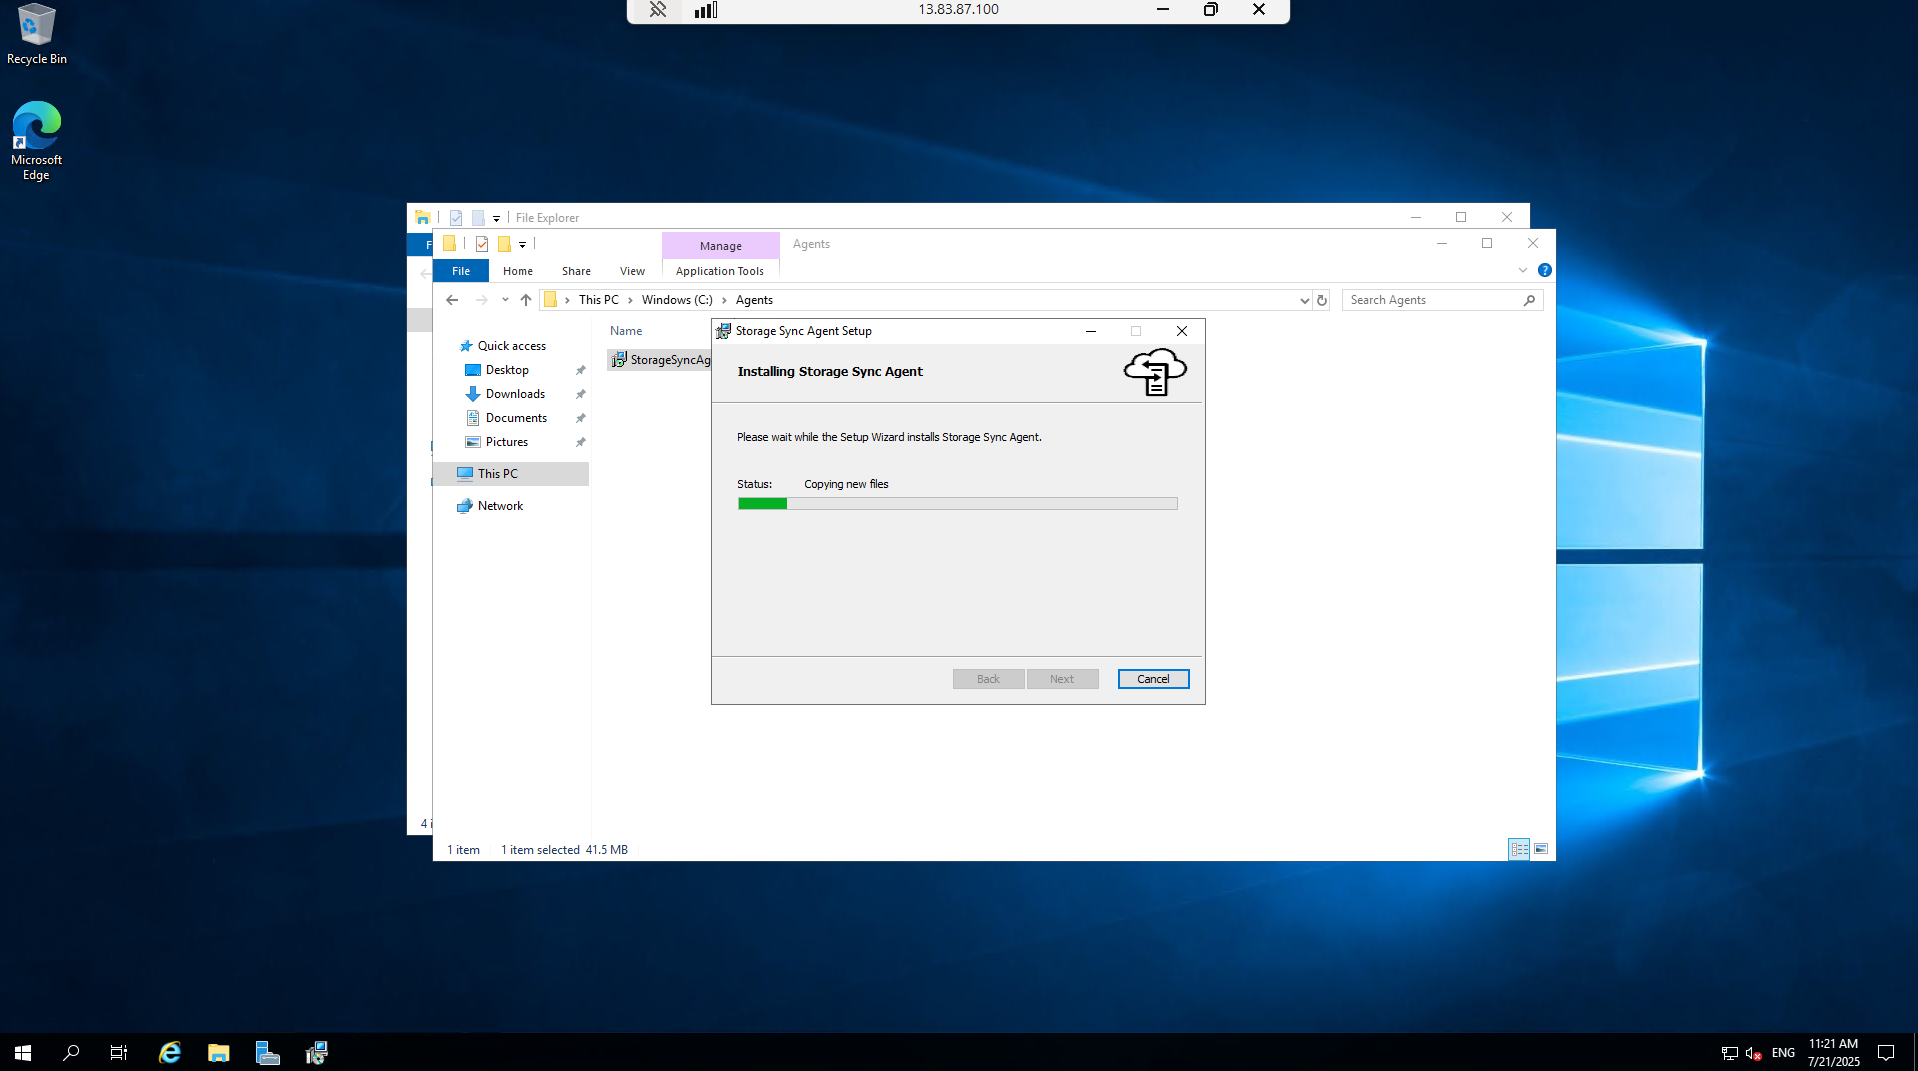 13.83.87.100
Recycle Bin
Microsoft
Edge
File Explorer
Manage
Agents
File
Home
Share
View
Application Tools
This PC
Windows (C:)
Agents
Search Agents
Quick access
Desktop
Downloads
Documents
Pictures
This PC
Network
Name
StorageSyncAg
Storage Sync Agent Setup
Installing Storage Sync Agent
Please wait while the Setup Wizard installs Storage Sync Agent.
Status: Copying new files
Back
Next
Cancel
4 i
1 item
1 item selected 41.5 MB
ENG
11:21 AM
7/21/2025